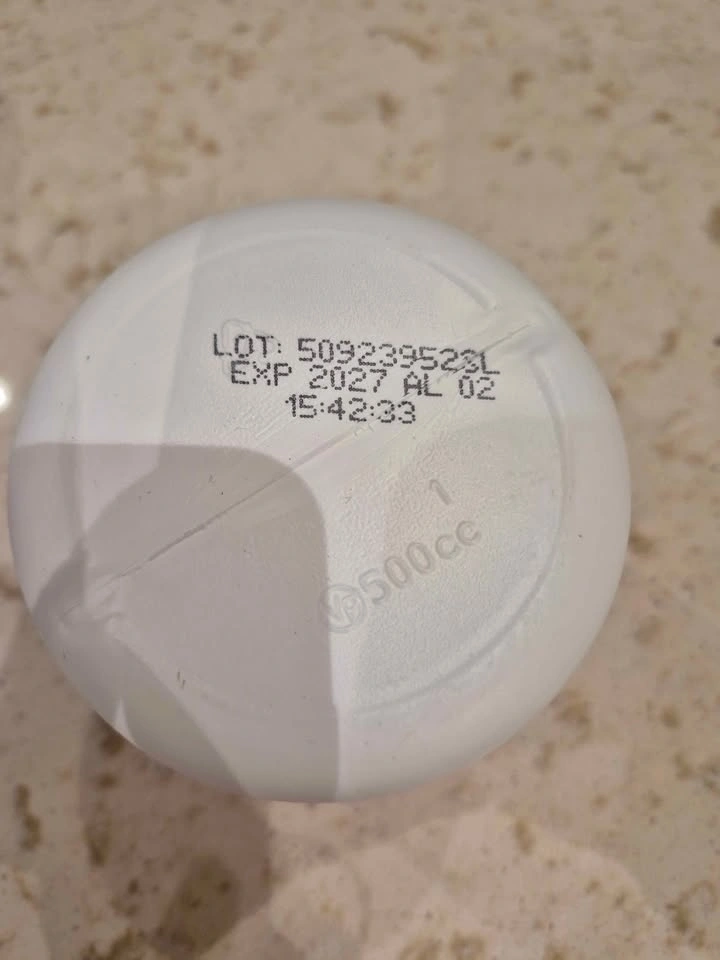 LOT: 509239523L
EXP 2027 AL 02
15:42:33
1
500cc